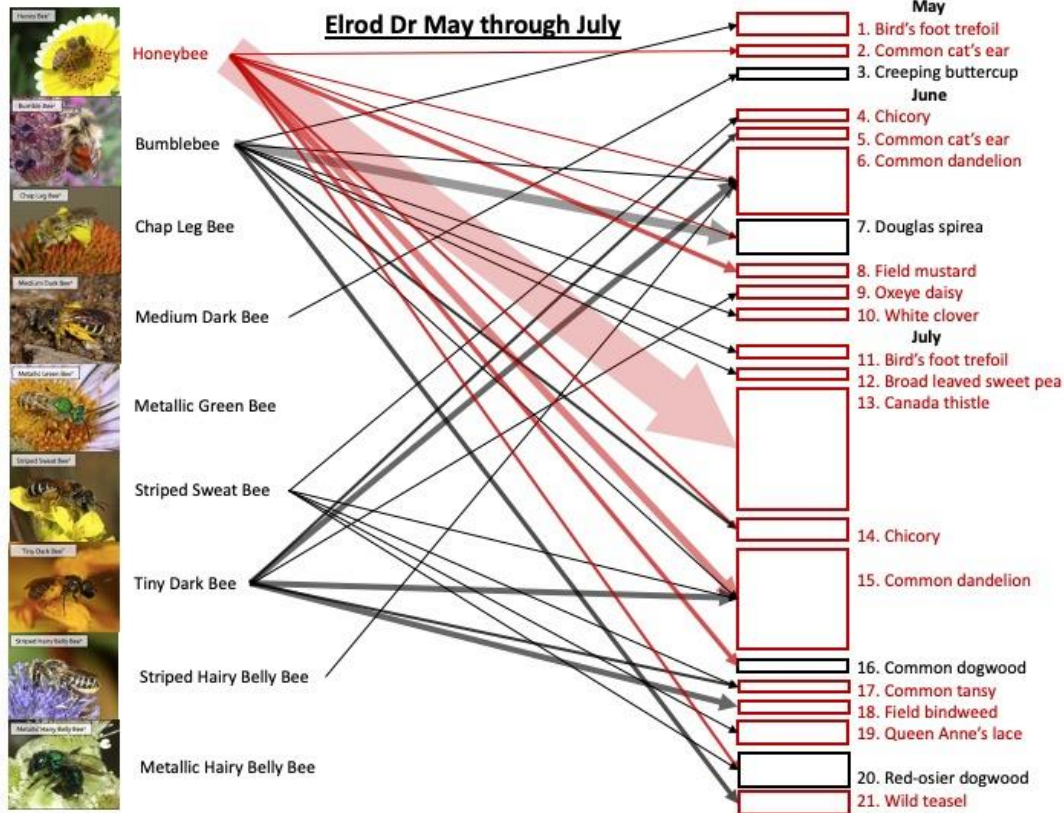 Elrod Dr May through July
Honey Bee*
Honeybee
Bumble Bee*
Bumblebee
Chap Leg Bee*
Chap Leg Bee
Medium Dark Bee*
Medium Dark Bee
Metallic Green Bee*
Metallic Green Bee
Striped Sweat Bee*
Striped Sweat Bee
Tiny Dark Bee*
Tiny Dark Bee
Striped Hairy Belly Bee*
Striped Hairy Belly Bee
Metallic Hairy Belly Bee*
Metallic Hairy Belly Bee
May
1. Bird's foot trefoil
2. Common cat's ear
3. Creeping buttercup
June
4. Chicory
5. Common cat's ear
6. Common dandelion
7. Douglas spirea
8. Field mustard
9. Oxeye daisy
10. White clover
July
11. Bird's foot trefoil
12. Broad leaved sweet pea
13. Canada thistle
14. Chicory
15. Common dandelion
16. Common dogwood
17. Common tansy
18. Field bindweed
19. Queen Anne's lace
20. Red-osier dogwood
21. Wild teasel